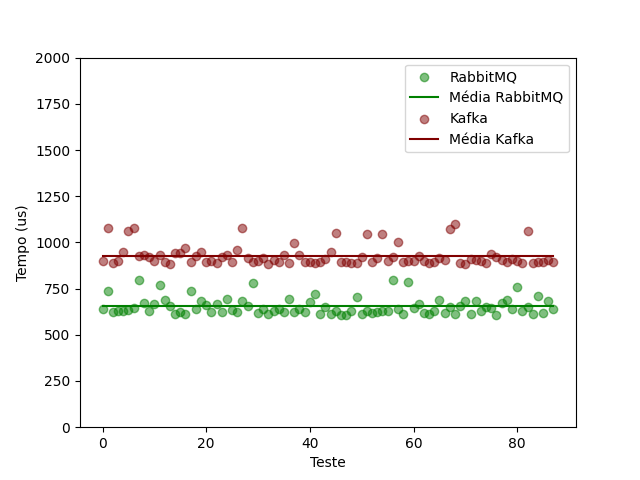 2000
1750
1500
1250
1000
750
500
250
0
Tempo (us)
RabbitMQ
Média RabbitMQ
Kafka
Média Kafka
0 20 40 60 80
Teste